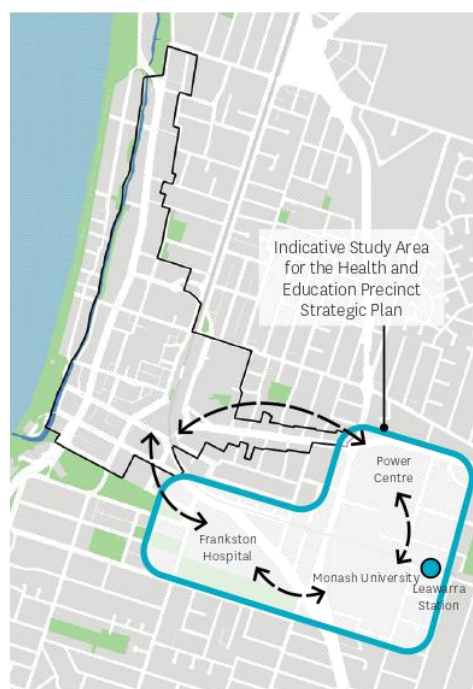 Indicative Study Area
for the Health and
Education Precinct
Strategic Plan
Power
Centre
Frankston
Hospital
Monash University
Leawarra
Station